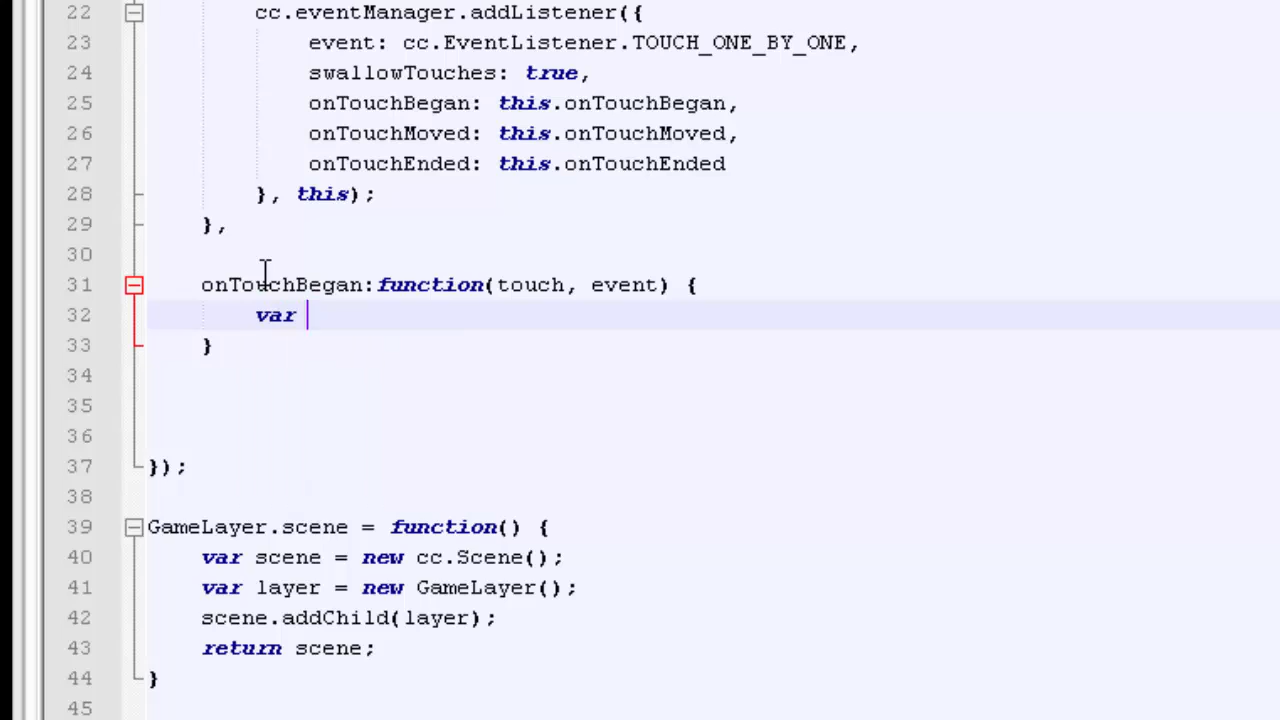 22 cc.eventManager.addListener({
23 event: cc.EventListener.TOUCH_ONE_BY_ONE,
24 swallowTouches: true,
25 onTouchBegan: this.onTouchBegan,
26 onTouchMoved: this.onTouchMoved,
27 onTouchEnded: this.onTouchEnded
28 }, this);
29 },
30
31 onTouchBegan:function(touch, event) {
32 var
33 }
34
35
36
37 });
38
39 GameLayer.scene = function() {
40 var scene = new cc.Scene();
41 var layer = new GameLayer();
42 scene.addChild(layer);
43 return scene;
44 }
45